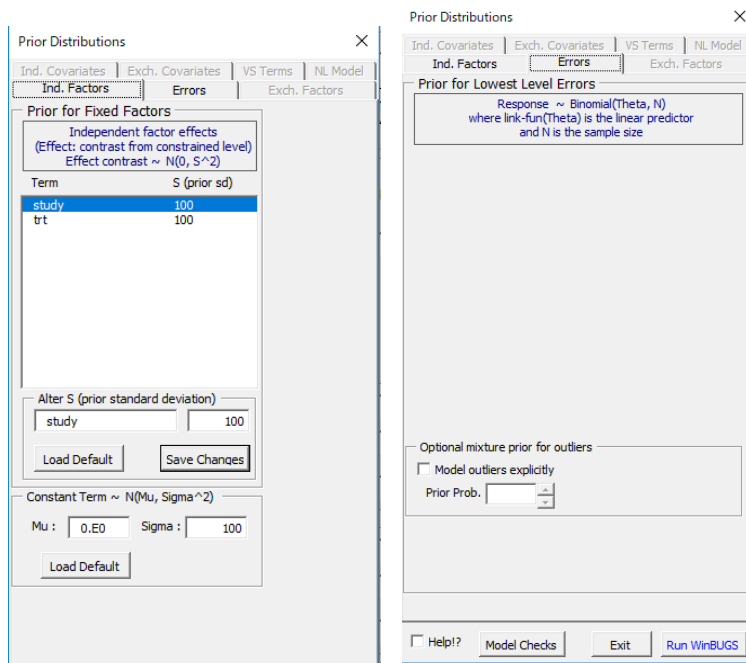 Prior Distributions
Ind. Covariates Exch. Covariates VS Terms NL Model
Ind. Factors Errors Exch. Factors
Prior for Fixed Factors
Independent factor effects
(Effect: contrast from constrained level)
Effect contrast ~ N(0, S^2)
Term S (prior sd)
study 100
trt 100
Alter S (prior standard deviation)
study 100
Load Default Save Changes
Constant Term ~ N(Mu, Sigma^2)
Mu : 0.E0 Sigma : 100
Load Default
Prior Distributions
Ind. Covariates Exch. Covariates VS Terms NL Model
Ind. Factors Errors Exch. Factors
Prior for Lowest Level Errors
Response ~ Binomial(Theta, N)
where link-fun(Theta) is the linear predictor
and N is the sample size
Optional mixture prior for outliers
Model outliers explicitly
Prior Prob.
Help!? Model Checks Exit Run WinBUGS